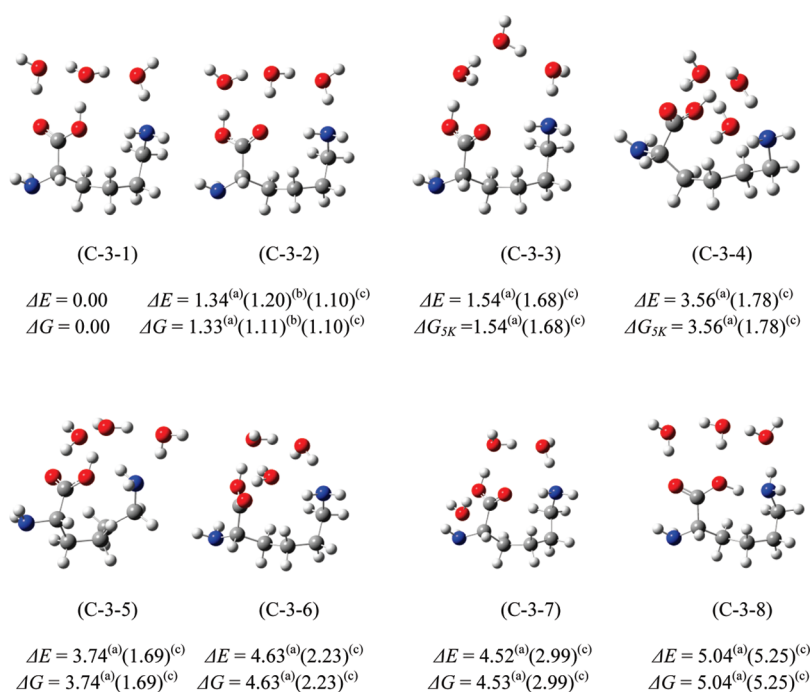 (C-3-1) (C-3-2) (C-3-3) (C-3-4)
ΔE = 0.00 ΔE = 1.34(a)(1.20)(b)(1.10)(c) ΔE = 1.54(a)(1.68)(c) ΔE = 3.56(a)(1.78)(c)
ΔG = 0.00 ΔG = 1.33(a)(1.11)(b)(1.10)(c) ΔG5K =1.54(a)(1.68)(c) ΔG5K = 3.56(a)(1.78)(c)
(C-3-5) (C-3-6) (C-3-7) (C-3-8)
ΔE = 3.74(a)(1.69)(c) ΔE = 4.63(a)(2.23)(c) ΔE = 4.52(a)(2.99)(c) ΔE = 5.04(a)(5.25)(c)
ΔG = 3.74(a)(1.69)(c) ΔG = 4.63(a)(2.23)(c) ΔG = 4.53(a)(2.99)(c) ΔG = 5.04(a)(5.25)(c)